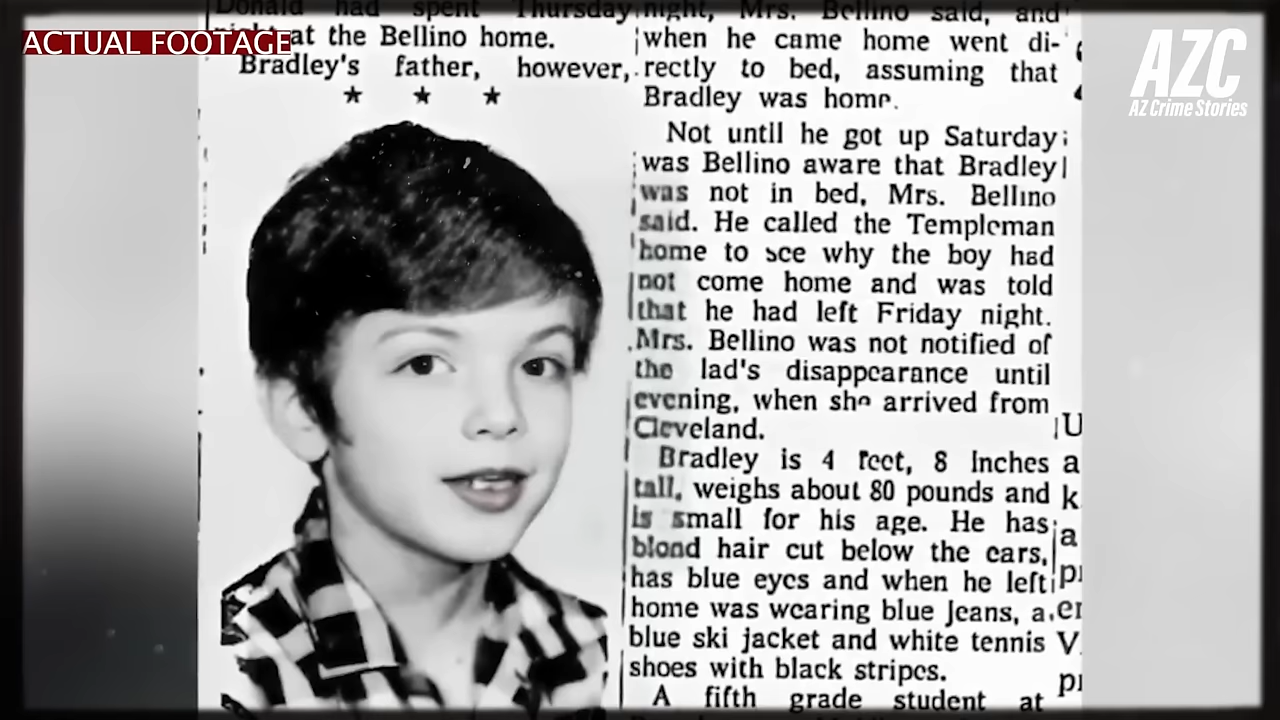 ACTUAL FOOTAGE
AZC
AZ Crime Stories
Donald had spent Thursday
at the Bellino home.
Bradley's father, however,
★ ★ ★
night, Mrs. Bellino said, and
when he came home went di-
rectly to bed, assuming that
Bradley was home.
Not until he got up Saturday
was Bellino aware that Bradley
was not in bed, Mrs. Bellino
said. He called the Templeman
home to see why the boy had
not come home and was told
that he had left Friday night.
Mrs. Bellino was not notified of
the lad's disappearance until
evening, when she arrived from
Cleveland.
Bradley is 4 feet, 8 Inches
tall, weighs about 80 pounds and
is small for his age. He has
blond hair cut below the ears,
has blue eyes and when he left
home was wearing blue Jeans, a
blue ski jacket and white tennis
shoes with black stripes.
A fifth grade student at
U
a
k
a
pr
er
V
pr